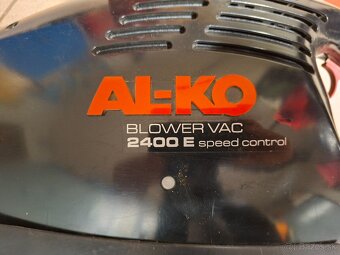 AL-KO
BLOWER VAC
2400 E speed control